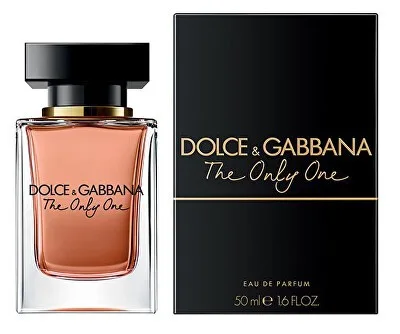 DOLCE & GABBANA
The Only One
DOLCE & GABBANA
The Only One
EAU DE PARFUM
50 ml e 1.6 FL.OZ.